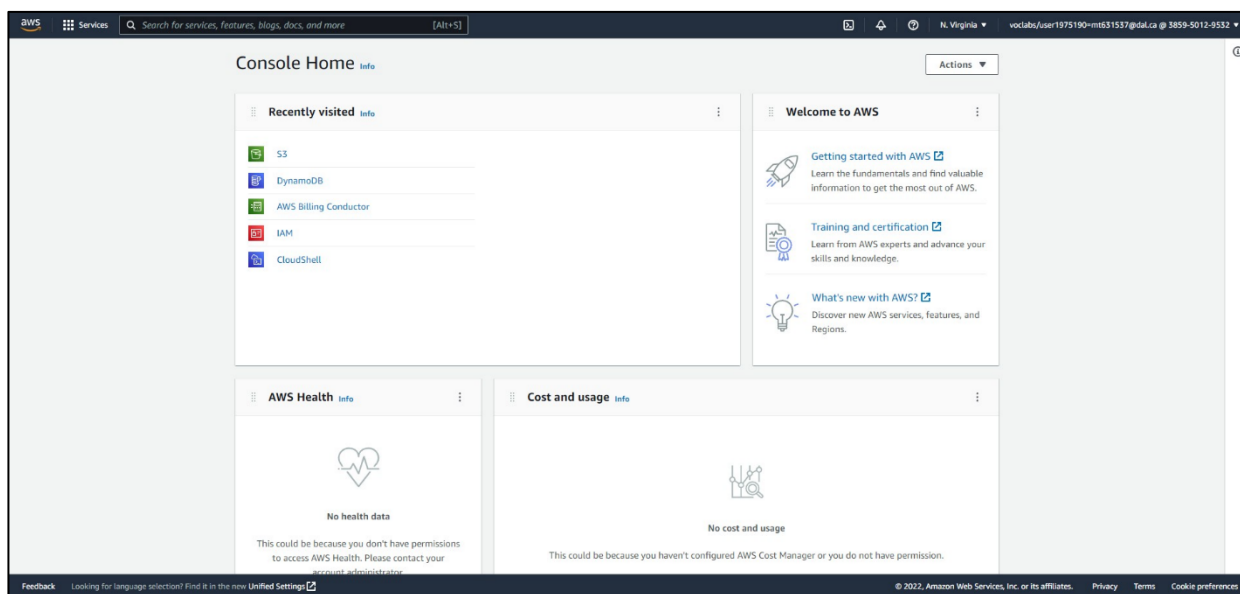 aws Services Search for services, features, blogs, docs, and more [Alt+S] N. Virginia ▼ voclabs/user1975190=mt631537@dal.ca @ 3859-5012-9532 ▼
Console Home Info
Actions ▼
Recently visited Info
S3
DynamoDB
AWS Billing Conductor
IAM
CloudShell
Welcome to AWS
Getting started with AWS
Learn the fundamentals and find valuable
information to get the most out of AWS.
Training and certification
Learn from AWS experts and advance your
skills and knowledge.
What's new with AWS?
Discover new AWS services, features, and
Regions.
AWS Health Info
No health data
This could be because you don't have permissions
to access AWS Health. Please contact your
account administrator
Cost and usage Info
No cost and usage
This could be because you haven't configured AWS Cost Manager or you do not have permission.
Feedback Looking for language selection? Find it in the new Unified Settings © 2022, Amazon Web Services, Inc. or its affiliates. Privacy Terms Cookie preferences